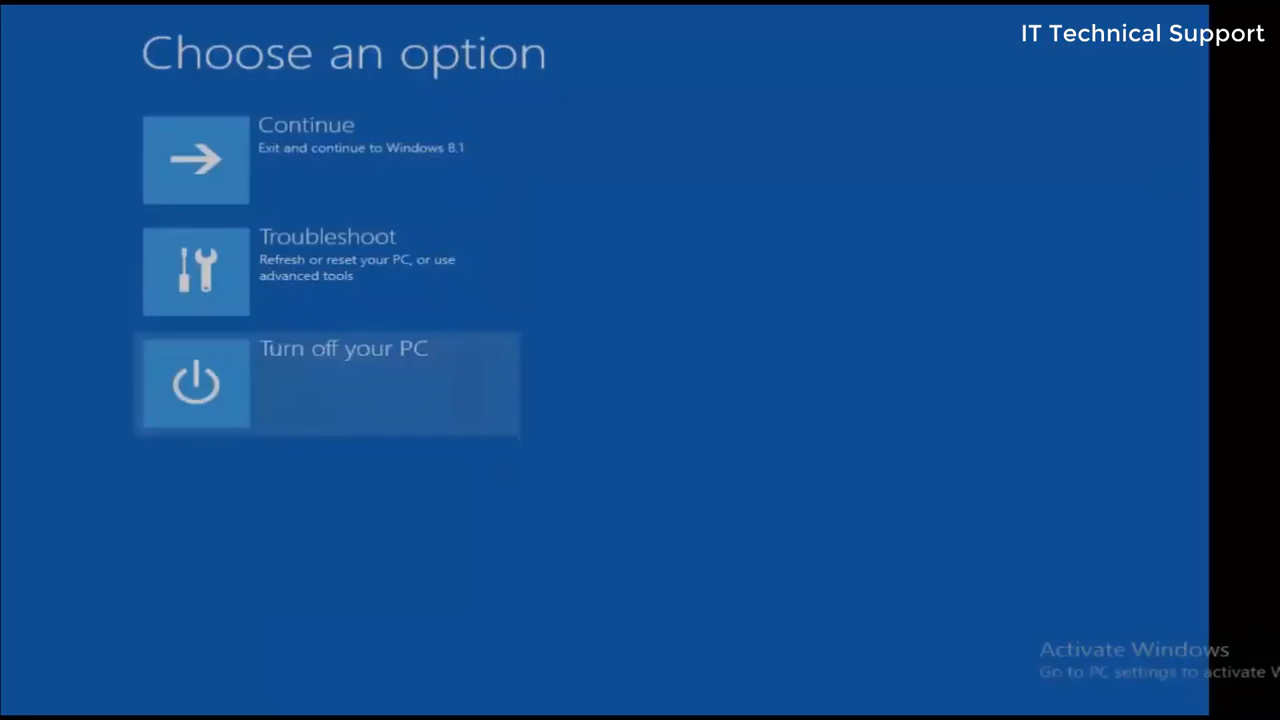 IT Technical Support
Choose an option
Continue
Exit and continue to Windows 8.1
Troubleshoot
Refresh or reset your PC, or use
advanced tools
Turn off your PC
Activate Windows
Go to PC settings to activate W